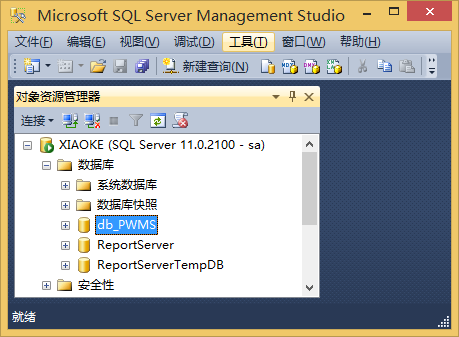 Microsoft SQL Server Management Studio
文件(F) 编辑(E) 视图(V) 调试(D) 工具(T) 窗口(W) 帮助(H)
新建查询(N)
对象资源管理器
连接
XIAOKE (SQL Server 11.0.2100 - sa)
数据库
系统数据库
数据库快照
db_PWMS
ReportServer
ReportServerTempDB
安全性
就绪